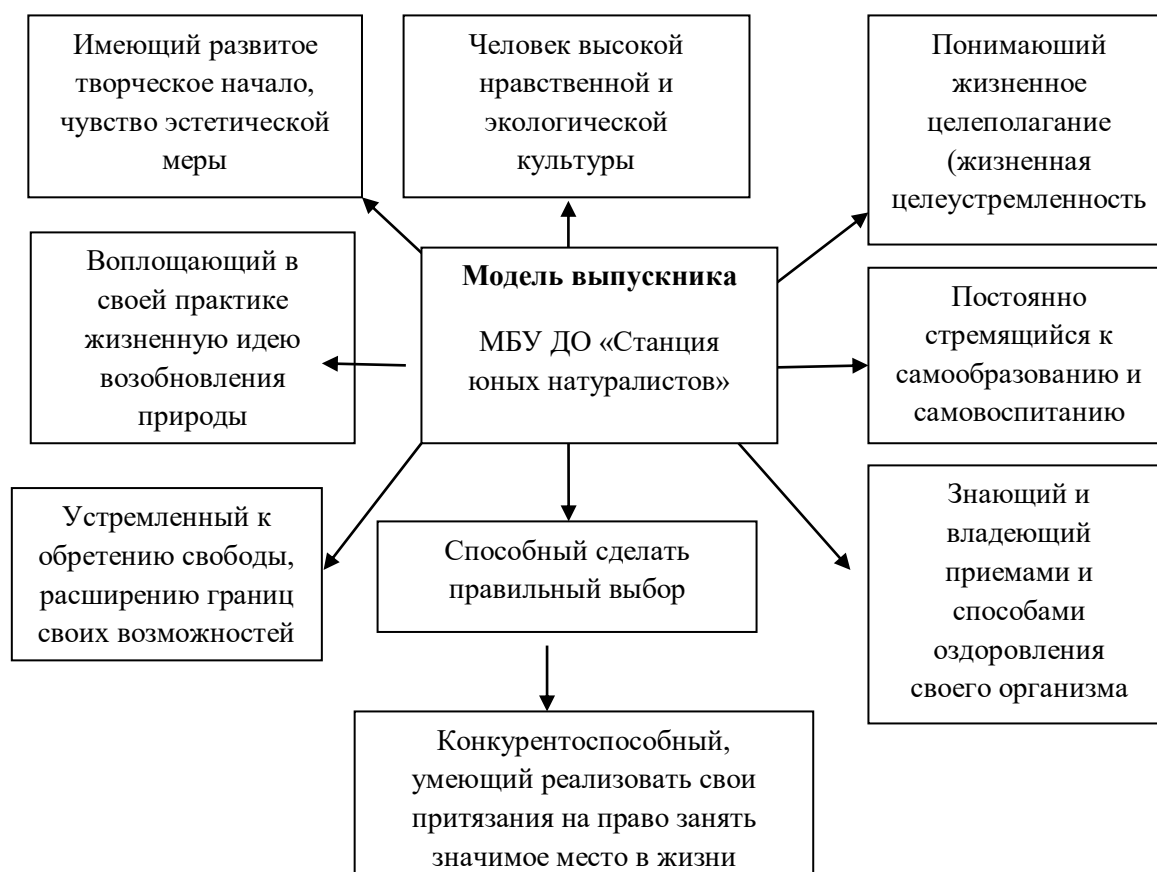 Имеющий развитое
творческое начало,
чувство эстетической
меры
Человек высокой
нравственной и
экологической
культуры
Понимаюший
жизненное
целеполагание
(жизненная
целеустремленность
Воплощающий в
своей практике
жизненную идею
возобновления
природы
Модель выпускника
МБУ ДО «Станция
юных натуралистов»
Постоянно
стремящийся к
самообразованию и
самовоспитанию
Устремленный к
обретению свободы,
расширению границ
своих возможностей
Способный сделать
правильный выбор
Знающий и
владеющий
приемами и
способами
оздоровления
своего организма
Конкурентоспособный,
умеющий реализовать свои
притязания на право занять
значимое место в жизни